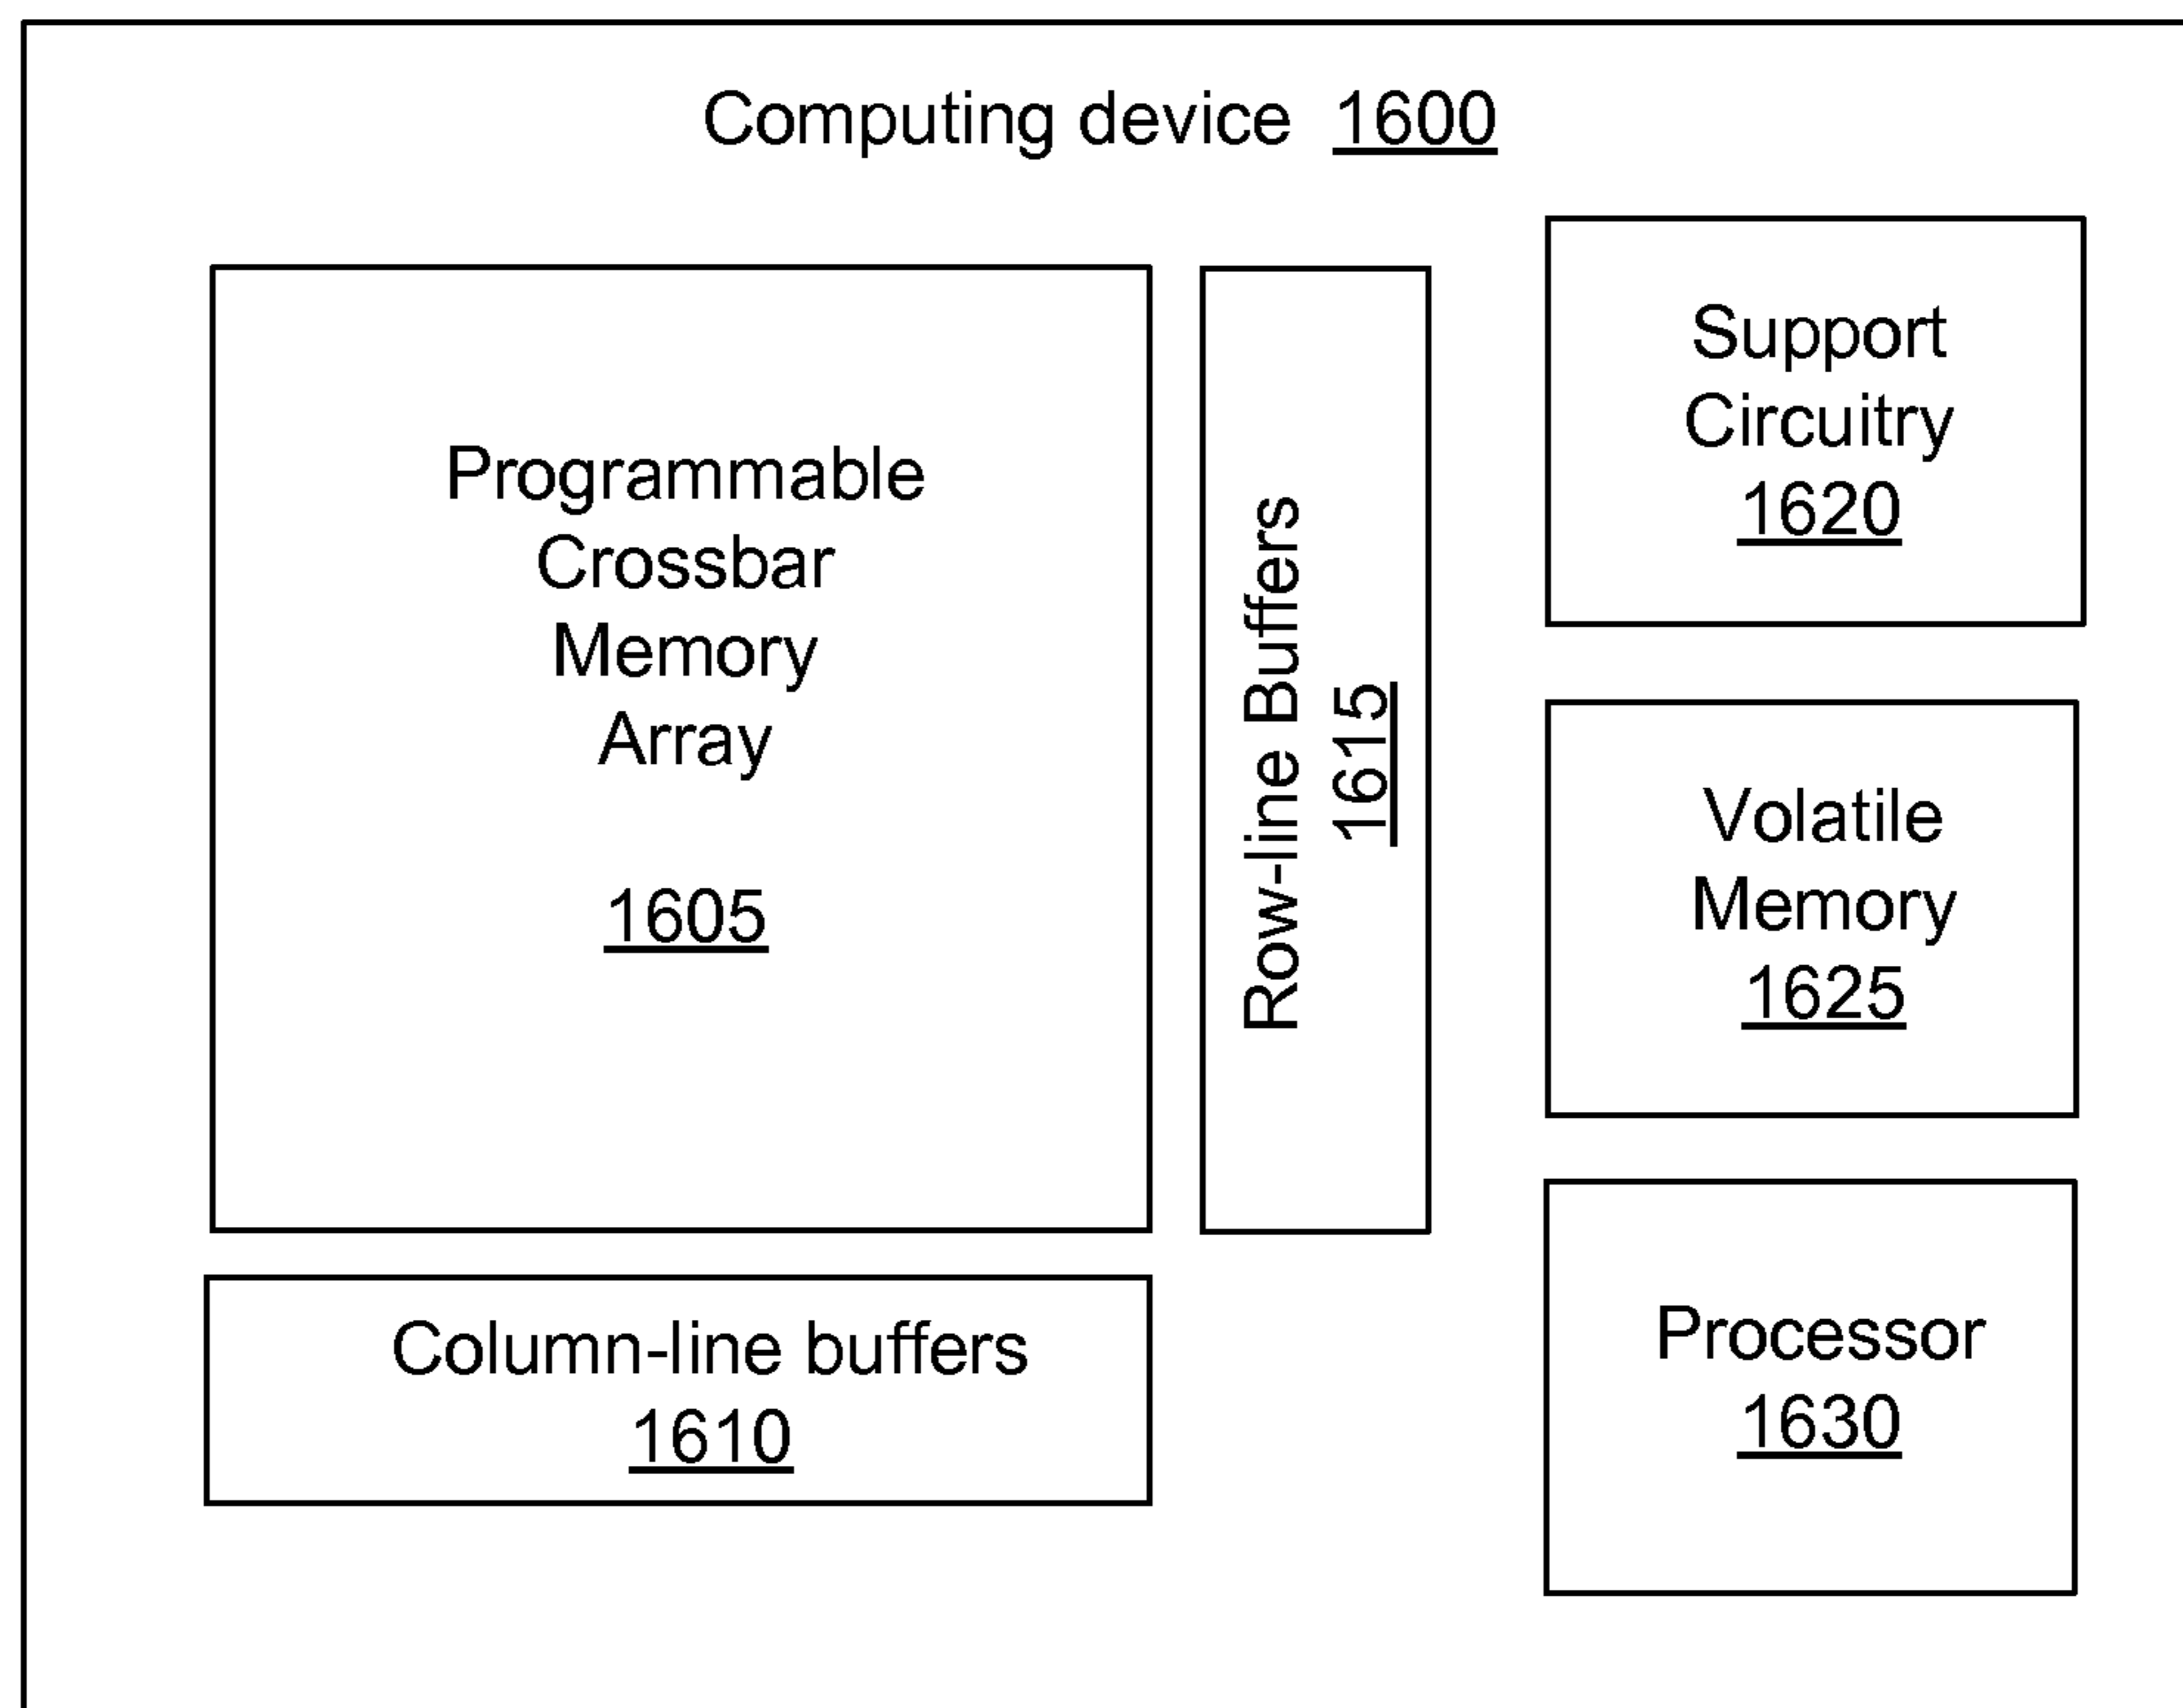 Computing device 1600
Programmable
Crossbar
Memory
Array
1605
Row-line Buffers
1615
Column-line buffers
1610
Support
Circuitry
1620
Volatile
Memory
1625
Processor
1630